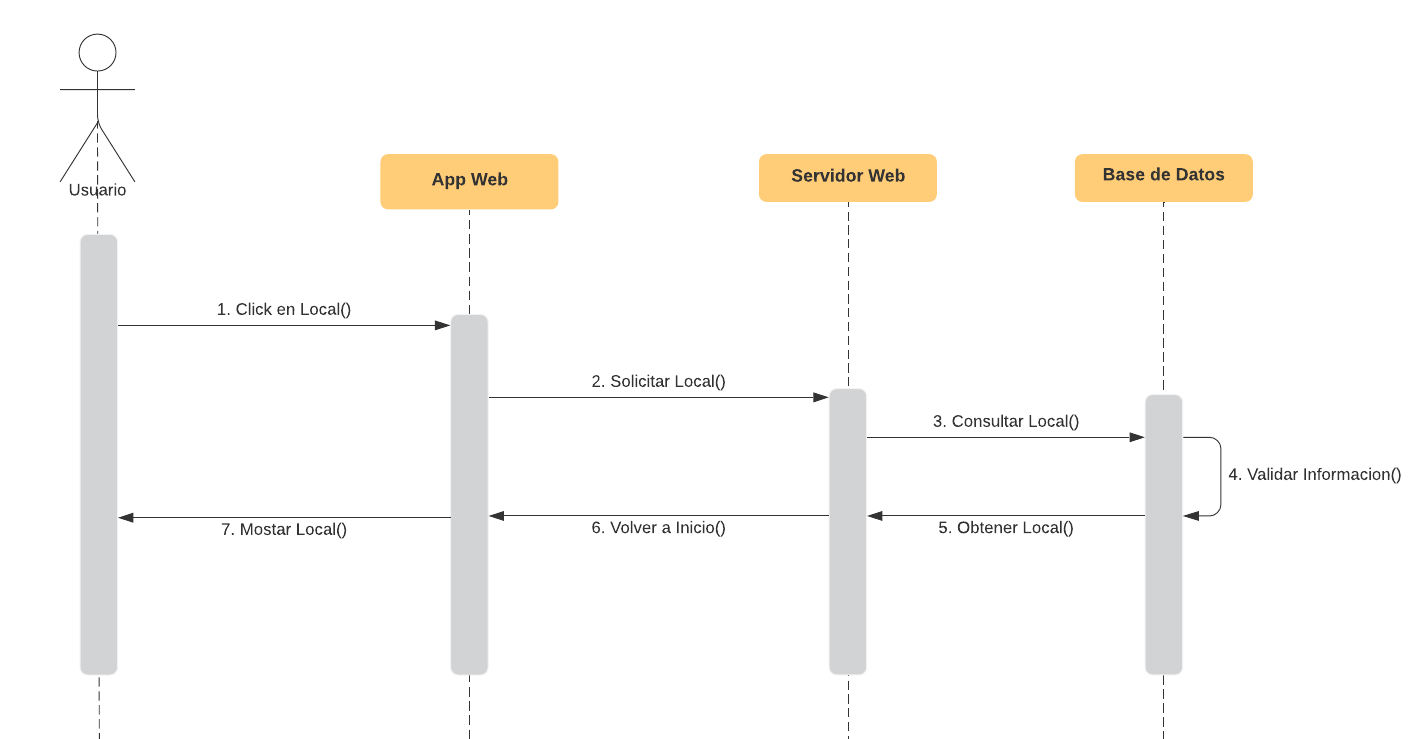 Usuario
App Web
Servidor Web
Base de Datos
1. Click en Local()
2. Solicitar Local()
3. Consultar Local()
4. Validar Informacion()
5. Obtener Local()
6. Volver a Inicio()
7. Mostar Local()